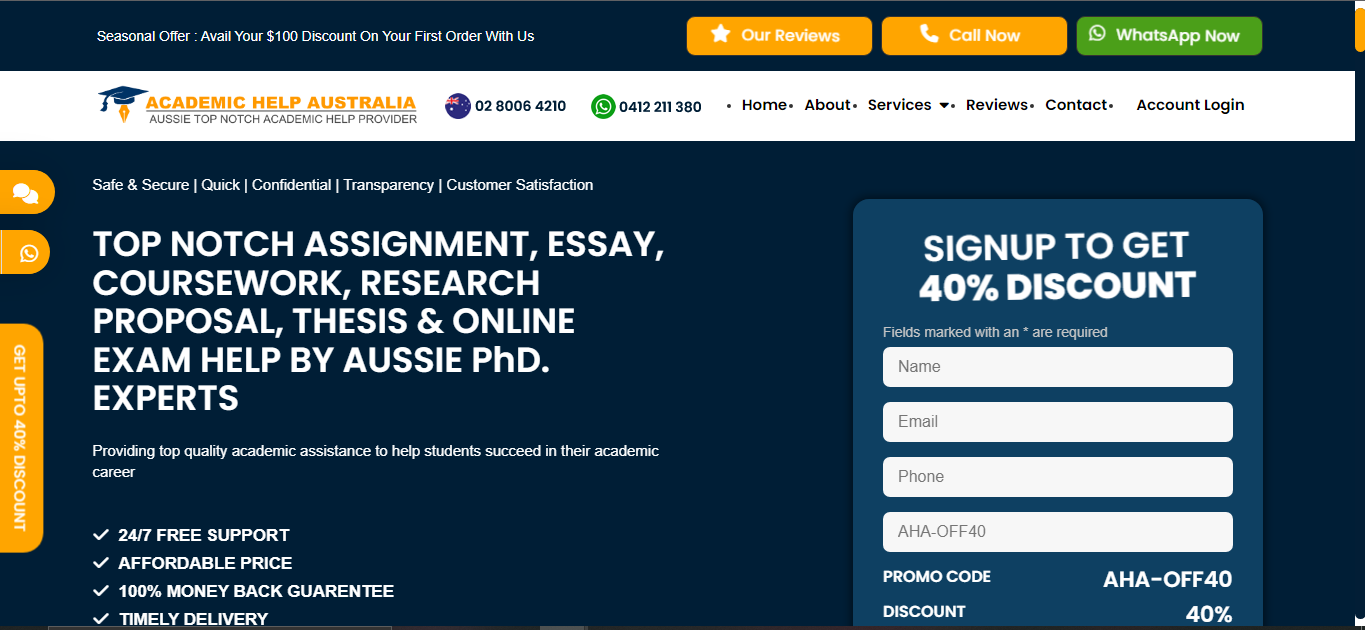 Seasonal Offer : Avail Your $100 Discount On Your First Order With Us
Our Reviews
Call Now
WhatsApp Now
ACADEMIC HELP AUSTRALIA
AUSSIE TOP NOTCH ACADEMIC HELP PROVIDER
02 8006 4210
0412 211 380
• Home• About• Services • Reviews• Contact• Account Login
Safe & Secure | Quick | Confidential | Transparency | Customer Satisfaction
TOP NOTCH ASSIGNMENT, ESSAY,
COURSEWORK, RESEARCH
PROPOSAL, THESIS & ONLINE
EXAM HELP BY AUSSIE PhD.
EXPERTS
Providing top quality academic assistance to help students succeed in their academic
career
24/7 FREE SUPPORT
AFFORDABLE PRICE
100% MONEY BACK GUARENTEE
TIMELY DELIVERY
GET UPTO 40% DISCOUNT
SIGNUP TO GET
40% DISCOUNT
Fields marked with an * are required
Name
Email
Phone
AHA-OFF40
PROMO CODE AHA-OFF40
DISCOUNT 40%